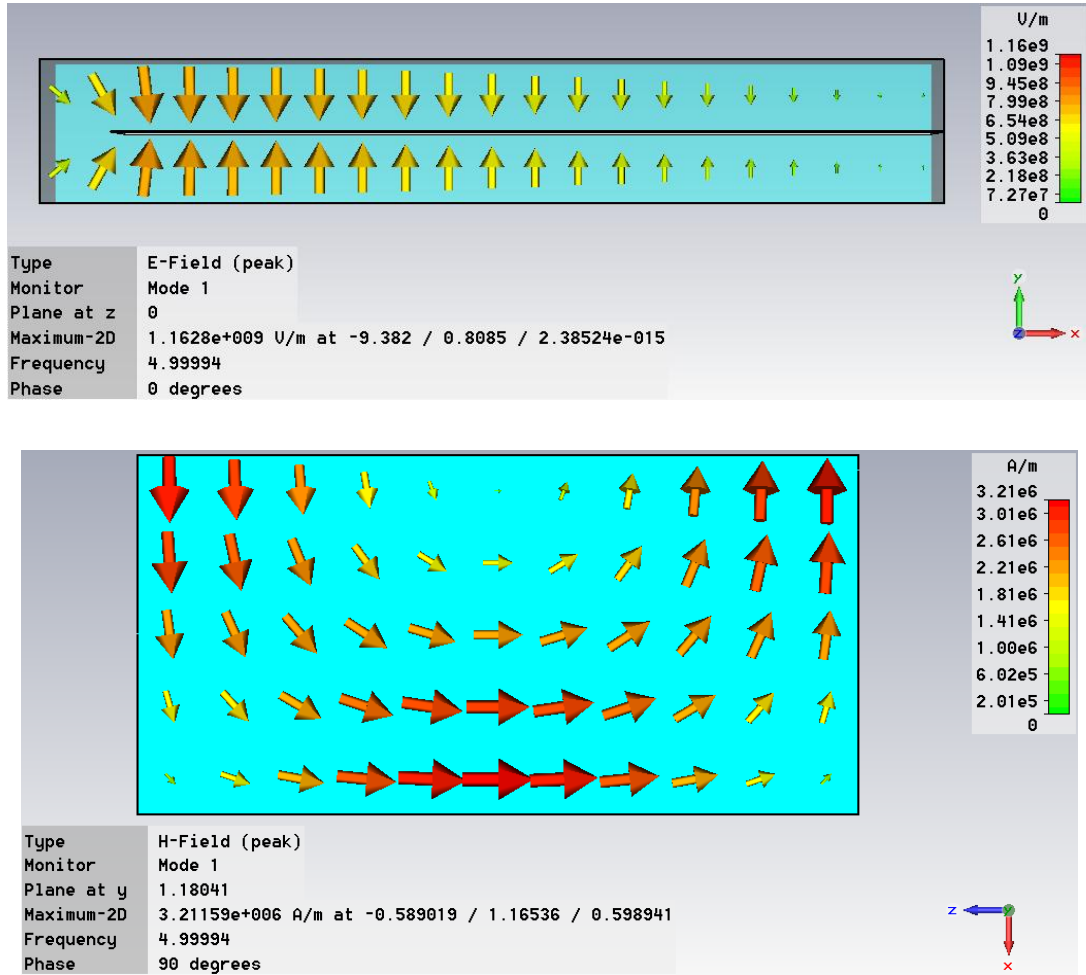 V/m
1.16e9
1.09e9
9.45e8
7.99e8
6.54e8
5.09e8
3.63e8
2.18e8
7.27e7
0
Type E-Field (peak)
Monitor Mode 1
Plane at z 0
Maximum-2D 1.1628e+009 V/m at -9.382 / 0.8085 / 2.38524e-015
Frequency 4.99994
Phase 0 degrees
y
z x
A/m
3.21e6
3.01e6
2.61e6
2.21e6
1.81e6
1.41e6
1.00e6
6.02e5
2.01e5
0
Type H-Field (peak)
Monitor Mode 1
Plane at y 1.18041
Maximum-2D 3.21159e+006 A/m at -0.589019 / 1.16536 / 0.598941
Frequency 4.99994
Phase 90 degrees
z y
x